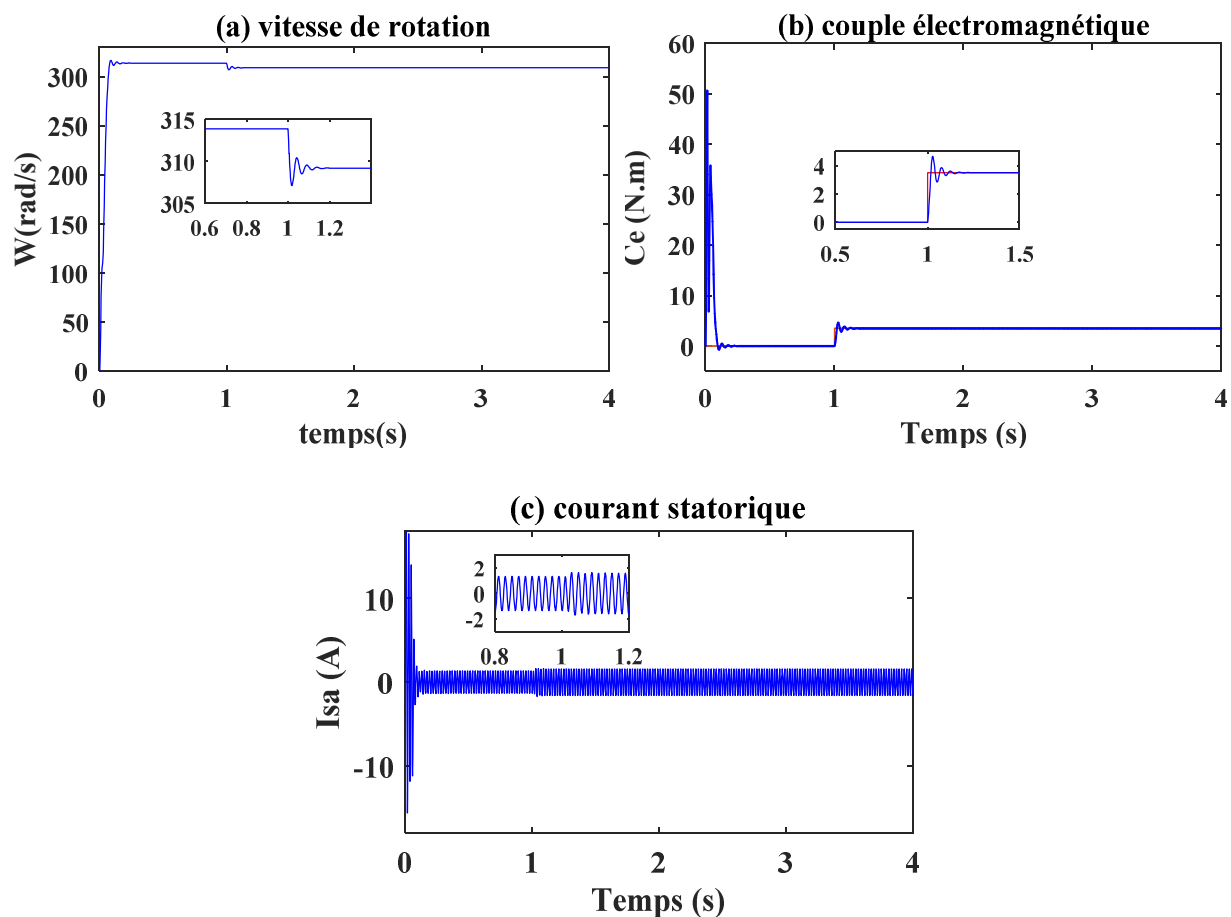 (a) vitesse de rotation
W(rad/s)
300
250
200
150
100
50
0
0 1 2 3 4
temps(s)
315
310
305
0.6 0.8 1 1.2
(b) couple électromagnétique
Ce (N.m)
60
50
40
30
20
10
0
0 1 2 3 4
Temps (s)
4
2
0
0.5 1 1.5
(c) courant statorique
Isa (A)
10
0
-10
0 1 2 3 4
Temps (s)
2
0
-2
0.8 1 1.2